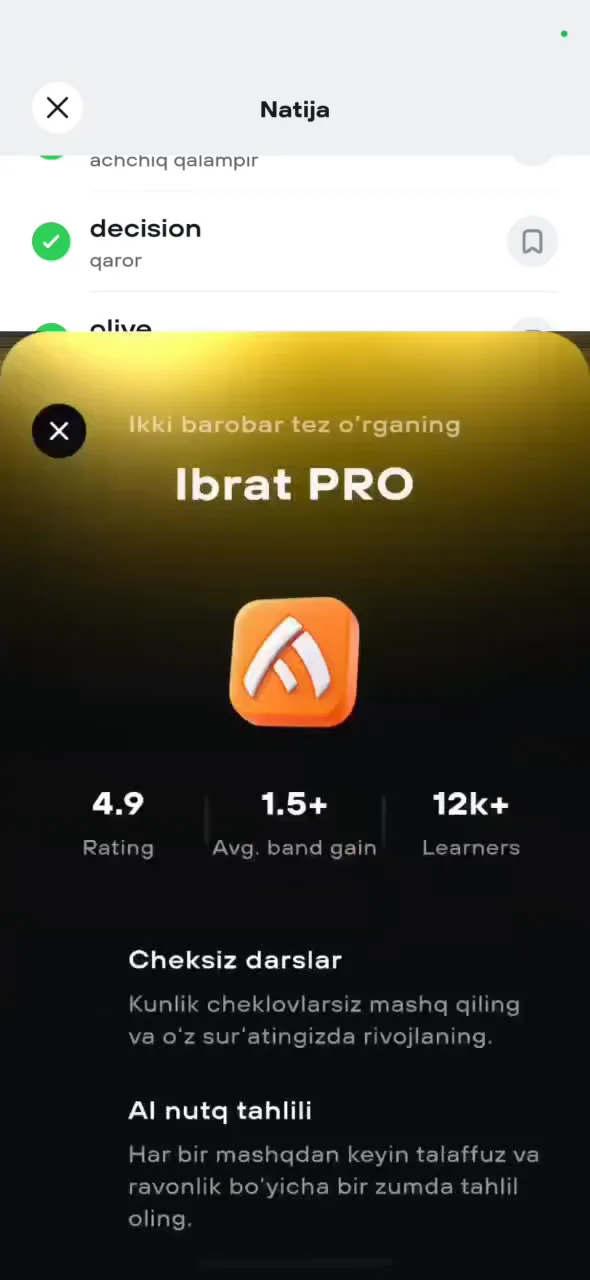 Natija
achchiq qalampir
decision
qaror
olive
Ikki barobar tez o‘rganing
Ibrat PRO
4.9
1.5+
12k+
Rating
Avg. band gain
Learners
Cheksiz darslar
Kunlik cheklovlarsiz mashq qiling
va o‘z sur‘atingizda rivojlaning.
AI nutq tahlili
Har bir mashqdan keyin talaffuz va
ravonlik bo‘yicha bir zumda tahlil
oling.